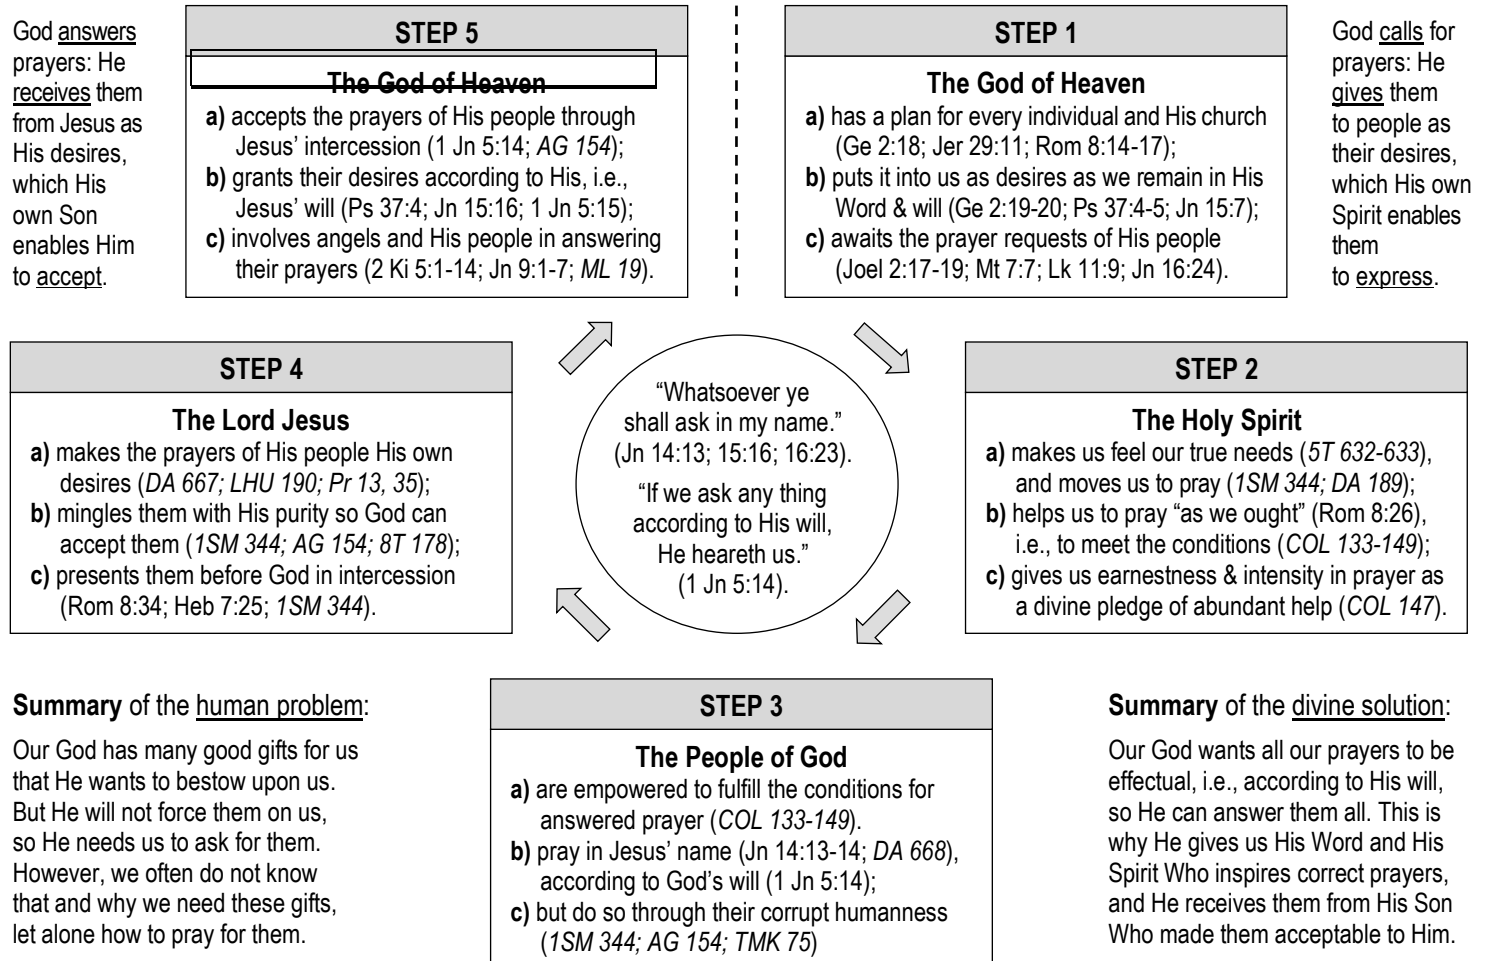 God answers
prayers: He
receives them
from Jesus as
His desires,
which His
own Son
enables Him
to accept.
STEP 5
The God of Heaven
a) accepts the prayers of His people through
Jesus’ intercession (1 Jn 5:14; AG 154);
b) grants their desires according to His, i.e.,
Jesus’ will (Ps 37:4; Jn 15:16; 1 Jn 5:15);
c) involves angels and His people in answering
their prayers (2 Ki 5:1-14; Jn 9:1-7; ML 19).
STEP 1
The God of Heaven
a) has a plan for every individual and His church
(Ge 2:18; Jer 29:11; Rom 8:14-17);
b) puts it into us as desires as we remain in His
Word & will (Ge 2:19-20; Ps 37:4-5; Jn 15:7);
c) awaits the prayer requests of His people
(Joel 2:17-19; Mt 7:7; Lk 11:9; Jn 16:24).
God calls for
prayers: He
gives them
to people as
their desires,
which His own
Spirit enables
them
to express.
STEP 4
The Lord Jesus
a) makes the prayers of His people His own
desires (DA 667; LHU 190; Pr 13, 35);
b) mingles them with His purity so God can
accept them (1SM 344; AG 154; 8T 178);
c) presents them before God in intercession
(Rom 8:34; Heb 7:25; 1SM 344).
“Whatsoever ye
shall ask in my name.”
(Jn 14:13; 15:16; 16:23).
“If we ask any thing
according to His will,
He heareth us.”
(1 Jn 5:14).
STEP 2
The Holy Spirit
a) makes us feel our true needs (5T 632-633),
and moves us to pray (1SM 344; DA 189);
b) helps us to pray “as we ought” (Rom 8:26),
i.e., to meet the conditions (COL 133-149);
c) gives us earnestness & intensity in prayer as
a divine pledge of abundant help (COL 147).
Summary of the human problem:
Our God has many good gifts for us
that He wants to bestow upon us.
But He will not force them on us,
so He needs us to ask for them.
However, we often do not know
that and why we need these gifts,
let alone how to pray for them.
STEP 3
The People of God
a) are empowered to fulfill the conditions for
answered prayer (COL 133-149).
b) pray in Jesus’ name (Jn 14:13-14; DA 668),
according to God’s will (1 Jn 5:14);
c) but do so through their corrupt humanness
(1SM 344; AG 154; TMK 75)
Summary of the divine solution:
Our God wants all our prayers to be
effectual, i.e., according to His will,
so He can answer them all. This is
why He gives us His Word and His
Spirit Who inspires correct prayers,
and He receives them from His Son
Who made them acceptable to Him.